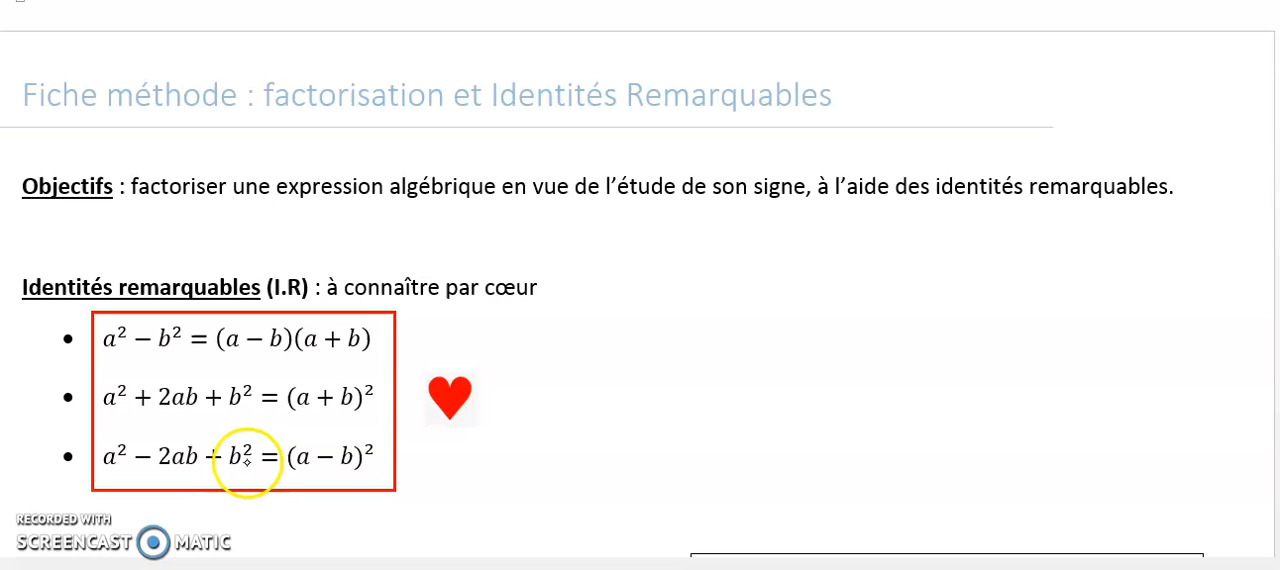 Fiche méthode : factorisation et Identités Remarquables
Objectifs : factoriser une expression algébrique en vue de l’étude de son signe, à l’aide des identités remarquables.
Identités remarquables (I.R) : à connaître par cœur
• a² − b² = (a − b)(a + b)
• a² + 2ab + b² = (a + b)²
• a² − 2ab + b² = (a − b)²
RECORDED WITH
SCREENCAST MATIC